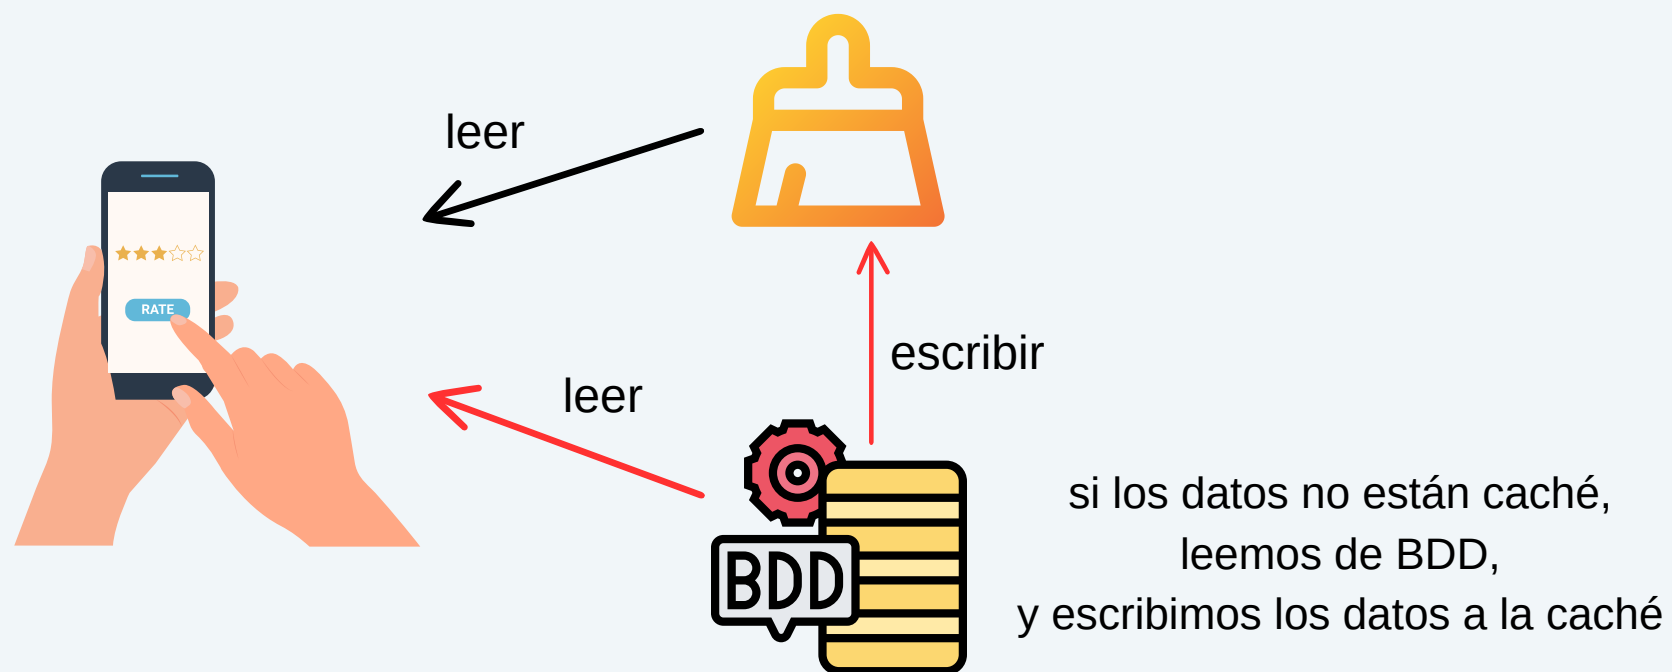 leer
RATE
escribir
leer
BDD
si los datos no están caché,
leemos de BDD,
y escribimos los datos a la caché